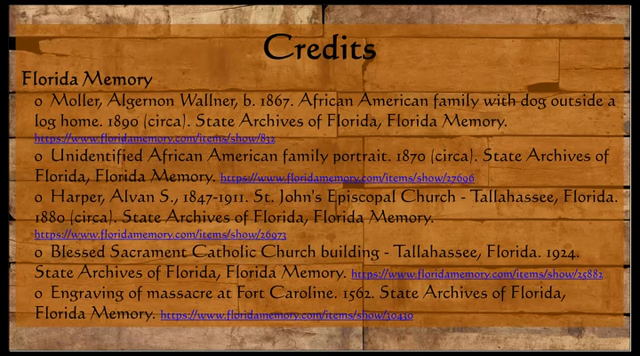 Credits
Florida Memory
o Moller, Algernon Wallner, b. 1867. African American family with dog outside a
log home. 1890 (circa). State Archives of Florida, Florida Memory.
https://www.floridamemory.com/items/show/832
o Unidentified African American family portrait. 1870 (circa). State Archives of
Florida, Florida Memory. https://www.floridamemory.com/items/show/27696
o Harper, Alvan S., 1847-1911. St. John's Episcopal Church - Tallahassee, Florida.
1880 (circa). State Archives of Florida, Florida Memory.
https://www.floridamemory.com/items/show/26973
o Blessed Sacrament Catholic Church building - Tallahassee, Florida. 1924.
State Archives of Florida, Florida Memory. https://www.floridamemory.com/items/show/25882
o Engraving of massacre at Fort Caroline. 1562. State Archives of Florida,
Florida Memory. https://www.floridamemory.com/items/show/30430